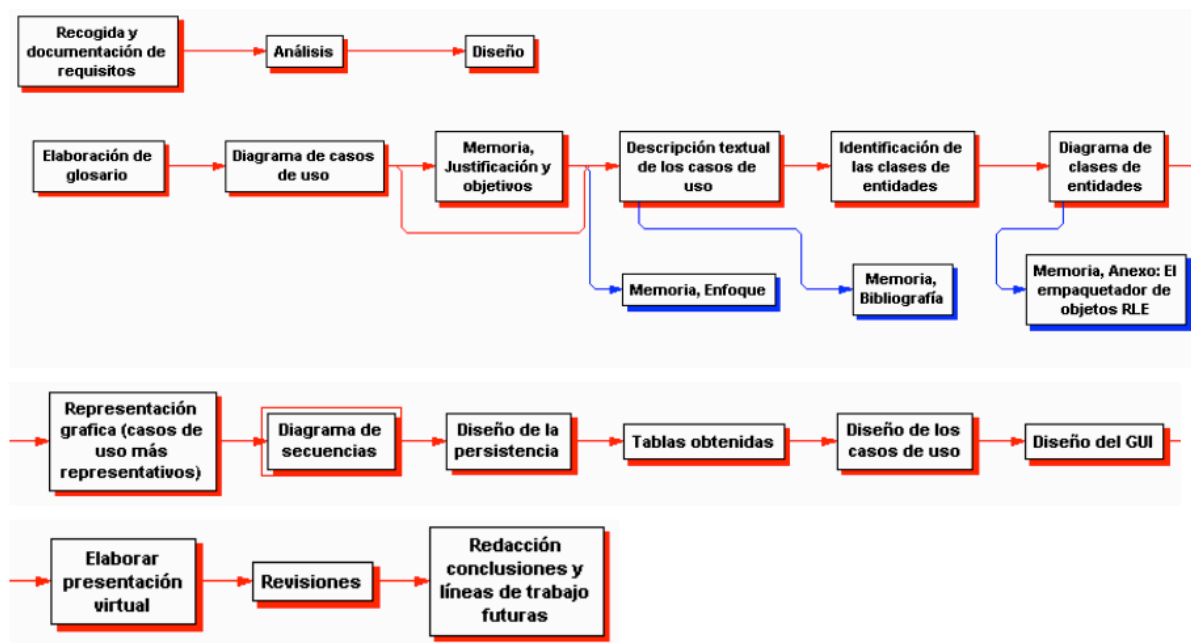 Recogida y
documentación de
requisitos
Análisis
Diseño
Elaboración de
glosario
Diagrama de casos
de uso
Memoria,
Justificación y
objetivos
Descripción textual
de los casos de
uso
Identificación de
las clases de
entidades
Diagrama de
clases de
entidades
Memoria, Enfoque
Memoria,
Bibliografía
Memoria, Anexo: El
empaquetador de
objetos RLE
Representación
grafica (casos de
uso más
representativos)
Diagrama de
secuencias
Diseño de la
persistencia
Tablas obtenidas
Diseño de los
casos de uso
Diseño del GUI
Elaborar
presentación
virtual
Revisiones
Redacción
conclusiones y
líneas de trabajo
futuras